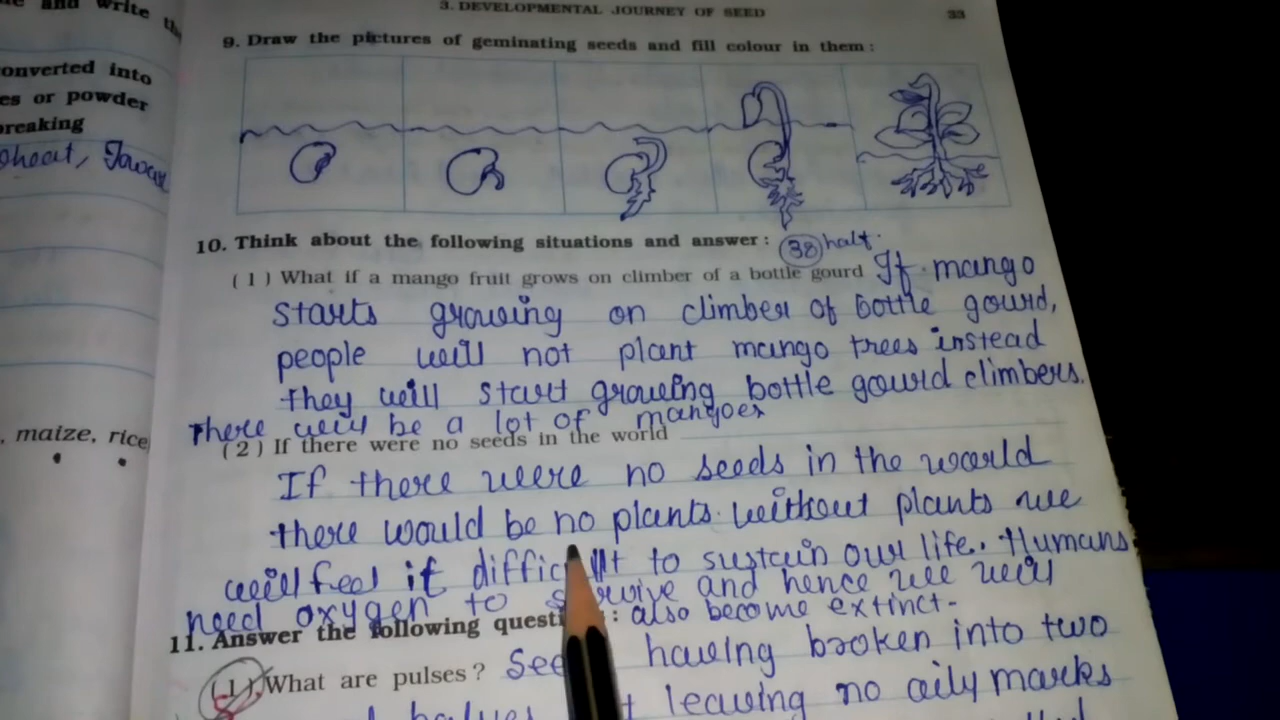 and write the
3. DEVELOPMENTAL JOURNEY OF SEED 33
onverted into
es or powder
breaking
wheat, Jowar
, maize, rice
9. Draw the pictures of geminating seeds and fill colour in them :
10. Think about the following situations and answer : 38 half.
( 1 ) What if a mango fruit grows on climber of a bottle gourd If mango
starts growing on climber of bottle gourd,
people will not plant mango trees instead
they will start growing bottle gourd climbers.
There will be a lot of mangoes
( 2 ) If there were no seeds in the world
If there were no seeds in the world
there would be no plants. without plants we
will feel it difficult to sustain our life. Humans
need oxygen to survive and hence we will
also become extinct.
11. Answer the following questi :
( 1 ) What are pulses ? See having broken into two
halves leaving no oily marks